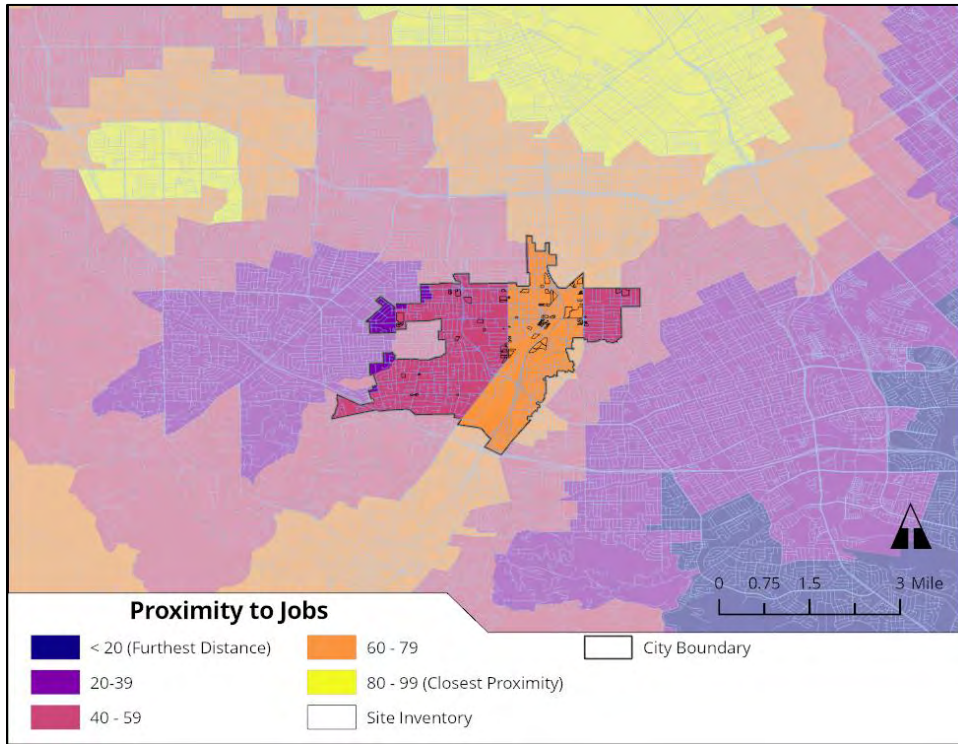 0 0.75 1.5 3 Mile
Proximity to Jobs
< 20 (Furthest Distance)
20-39
40 - 59
60 - 79
80 - 99 (Closest Proximity)
Site Inventory
City Boundary